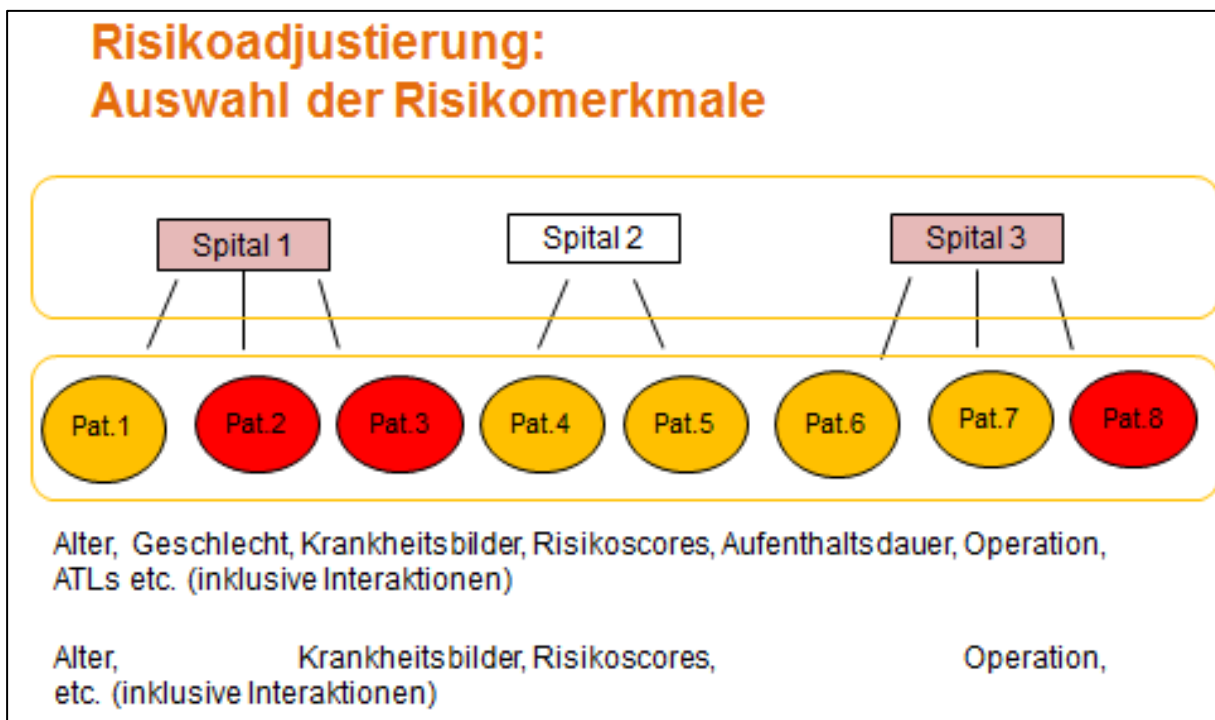 Risikoadjustierung:
Auswahl der Risikomerkmale
Spital 1
Spital 2
Spital 3
Pat.1
Pat.2
Pat.3
Pat.4
Pat.5
Pat.6
Pat.7
Pat.8
Alter, Geschlecht, Krankheitsbilder, Risikoscores, Aufenthaltsdauer, Operation,
ATLs etc. (inklusive Interaktionen)
Alter, Krankheitsbilder, Risikoscores, Operation,
etc. (inklusive Interaktionen)